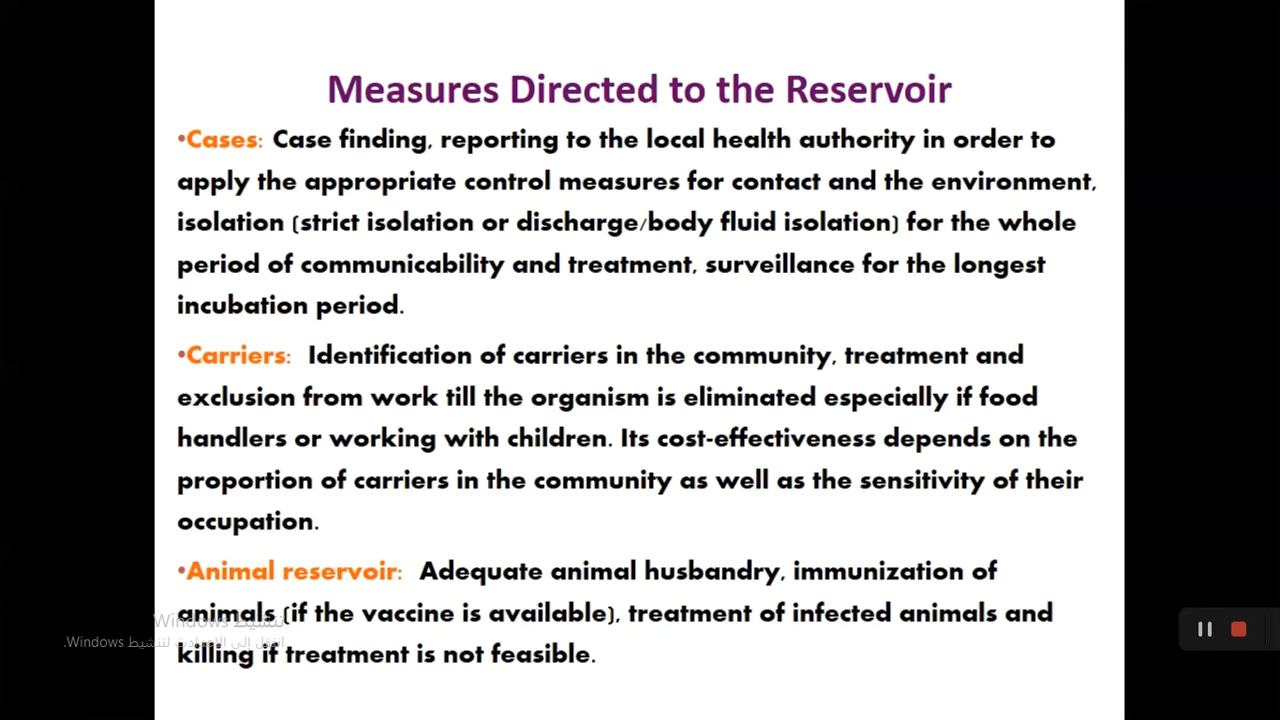 Measures Directed to the Reservoir
•Cases: Case finding, reporting to the local health authority in order to
apply the appropriate control measures for contact and the environment,
isolation (strict isolation or discharge/body fluid isolation) for the whole
period of communicability and treatment, surveillance for the longest
incubation period.
•Carriers: Identification of carriers in the community, treatment and
exclusion from work till the organism is eliminated especially if food
handlers or working with children. Its cost-effectiveness depends on the
proportion of carriers in the community as well as the sensitivity of their
occupation.
•Animal reservoir: Adequate animal husbandry, immunization of
animals (if the vaccine is available), treatment of infected animals and
killing if treatment is not feasible.
تنشيط Windows
انتقل إلى الإعدادات لتنشيط Windows.